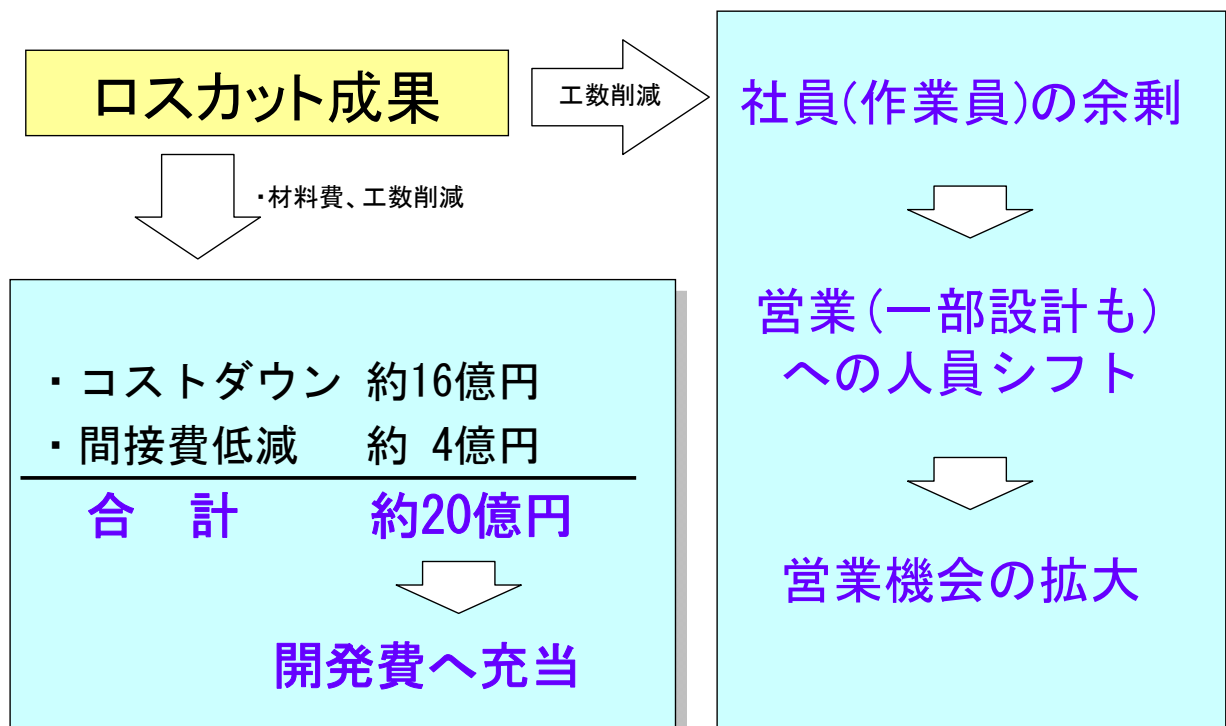 ロスカット成果
工数削減
・材料費、工数削減
・コストダウン 約16億円
・間接費低減 約 4億円
合 計 約20億円
開発費へ充当
社員(作業員)の余剰
営業(一部設計も)
への人員シフト
営業機会の拡大